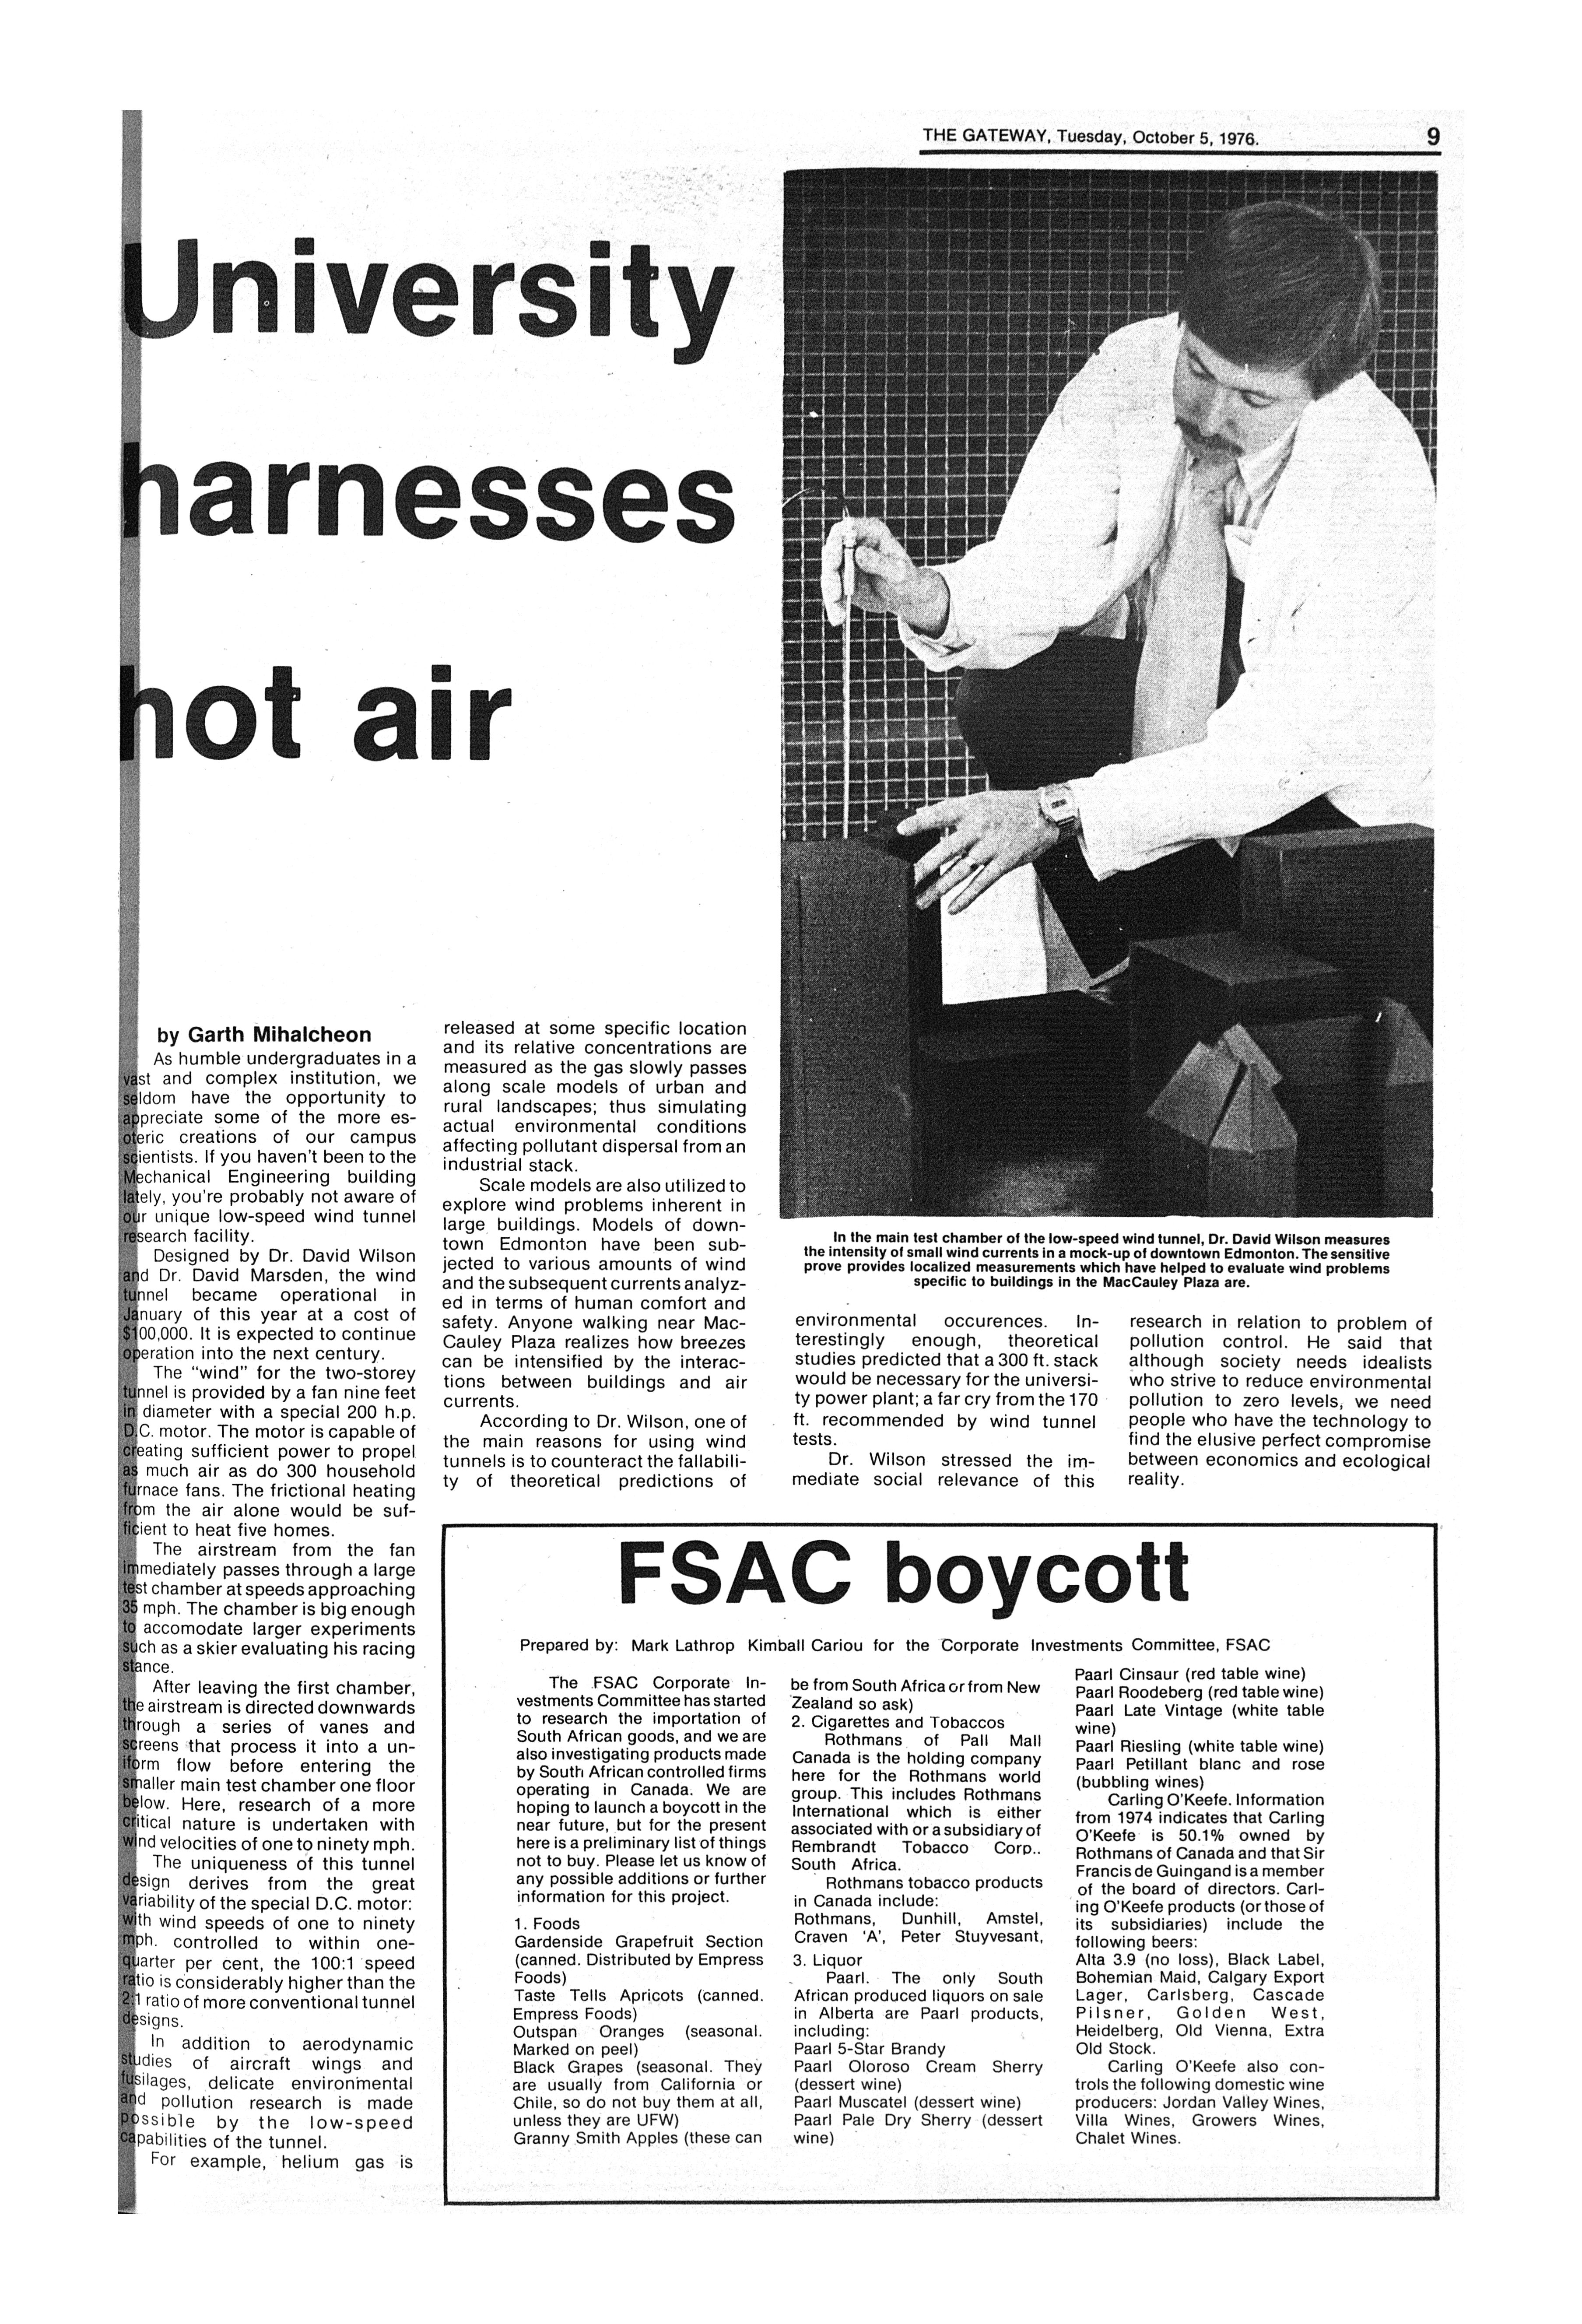 THE GATEWAY, Tuesday, October 5, 1976.
9
University
harnesses
hot air
by Garth Mihalcheon
As humble undergraduates in a
vast and complex institution, we
seldom have the opportunity to
appreciate some of the more es-
oteric creations of our campus
scientists. If you haven't been to the
Mechanical Engineering building
lately, you're probably not aware of
our unique low-speed wind tunnel
research facility.
Designed by Dr. David Wilson
and Dr. David Marsden, the wind
tunnel became operational in
January of this year at a cost of
$100,000. It is expected to continue
operation into the next century.
The "wind" for the two-storey
tunnel is provided by a fan nine feet
in diameter with a special 200 h.p.
D.C. motor. The motor is capable of
creating sufficient power to propel
as much air as do 300 household
furnace fans. The frictional heating
from the air alone would be suf-
ficient to heat five homes.
The airstream from the fan
immediately passes through a large
test chamber at speeds approaching
35 mph. The chamber is big enough
to accomodate larger experiments
such as a skier evaluating his racing
stance.
After leaving the first chamber,
the airstream is directed downwards
through a series of vanes and
screens that process it into a un-
iform flow before entering the
smaller main test chamber one floor
below. Here, research of a more
critical nature is undertaken with
wind velocities of one to ninety mph.
The uniqueness of this tunnel
design derives from the great
variability of the special D.C. motor:
with wind speeds of one to ninety
mph. controlled to within one-
quarter per cent, the 100:1 speed
ratio is considerably higher than the
2:1 ratio of more conventional tunnel
designs.
In addition to aerodynamic
studies of aircraft wings and
fusilages, delicate environmental
and pollution research is made
possible by the low-speed
capabilities of the tunnel.
For example, helium gas is
released at some specific location
and its relative concentrations are
measured as the gas slowly passes
along scale models of urban and
rural landscapes; thus simulating
actual environmental conditions
affecting pollutant dispersal from an
industrial stack.
Scale models are also utilized to
explore wind problems inherent in
large buildings. Models of down-
town Edmonton have been sub-
jected to various amounts of wind
and the subsequent currents analyz-
ed in terms of human comfort and
safety. Anyone walking near Mac-
Cauley Plaza realizes how breezes
can be intensified by the interac-
tions between buildings and air
currents.
According to Dr. Wilson, one of
the main reasons for using wind
tunnels is to counteract the fallabili-
ty of theoretical predictions of
In the main test chamber of the low-speed wind tunnel, Dr. David Wilson measures
the intensity of small wind currents in a mock-up of downtown Edmonton. The sensitive
prove provides localized measurements which have helped to evaluate wind problems
specific to buildings in the MacCauley Plaza are.
environmental occurences. In-
terestingly enough, theoretical
studies predicted that a 300 ft. stack
would be necessary for the universi-
ty power plant; a far cry from the 170
ft. recommended by wind tunnel
tests.
Dr. Wilson stressed the im-
mediate social relevance of this
research in relation to problem of
pollution control. He said that
although society needs idealists
who strive to reduce environmental
pollution to zero levels, we need
people who have the technology to
find the elusive perfect compromise
between economics and ecological
reality.
FSAC boycott
Prepared by: Mark Lathrop Kimball Cariou for the Corporate Investments Committee, FSAC
The FSAC Corporate In-
vestments Committee has started
to research the importation of
South African goods, and we are
also investigating products made
by South African controlled firms
operating in Canada. We are
hoping to launch a boycott in the
near future, but for the present
here is a preliminary list of things
not to buy. Please let us know of
any possible additions or further
information for this project.
1. Foods
Gardenside Grapefruit Section
(canned. Distributed by Empress
Foods)
Taste Tells Apricots (canned.
Empress Foods)
Outspan Oranges (seasonal.
Marked on peel)
Black Grapes (seasonal. They
are usually from California or
Chile, so do not buy them at all,
unless they are UFW)
Granny Smith Apples (these can
be from South Africa or from New
Zealand so ask)
2. Cigarettes and Tobaccos
Rothmans of Pall Mall
Canada is the holding company
here for the Rothmans world
group. This includes Rothmans
International which is either
associated with or a subsidiary of
Rembrandt Tobacco Corp..
South Africa.
Rothmans tobacco products
in Canada include:
Rothmans, Dunhill, Amstel,
Craven 'A', Peter Stuyvesant,
3. Liquor
Paarl. The only South
African produced liquors on sale
in Alberta are Paarl products,
including:
Paarl 5-Star Brandy
Paarl Oloroso Cream Sherry
(dessert wine)
Paarl Muscatel (dessert wine)
Paarl Pale Dry Sherry (dessert
wine)
Paarl Cinsaur (red table wine)
Paarl Roodeberg (red table wine)
Paarl Late Vintage (white table
wine)
Paarl Riesling (white table wine)
Paarl Petillant blanc and rose
(bubbling wines)
Carling O'Keefe. Information
from 1974 indicates that Carling
O'Keefe is 50.1% owned by
Rothmans of Canada and that Sir
Francis de Guingand is a member
of the board of directors. Carl-
ing O'Keefe products (or those of
its subsidiaries) include the
following beers:
Alta 3.9 (no loss), Black Label,
Bohemian Maid, Calgary Export
Lager, Carlsberg, Cascade
Pilsner, Golden West,
Heidelberg, Old Vienna, Extra
Old Stock.
Carling O'Keefe also con-
trols the following domestic wine
producers: Jordan Valley Wines,
Villa Wines, Growers Wines,
Chalet Wines.